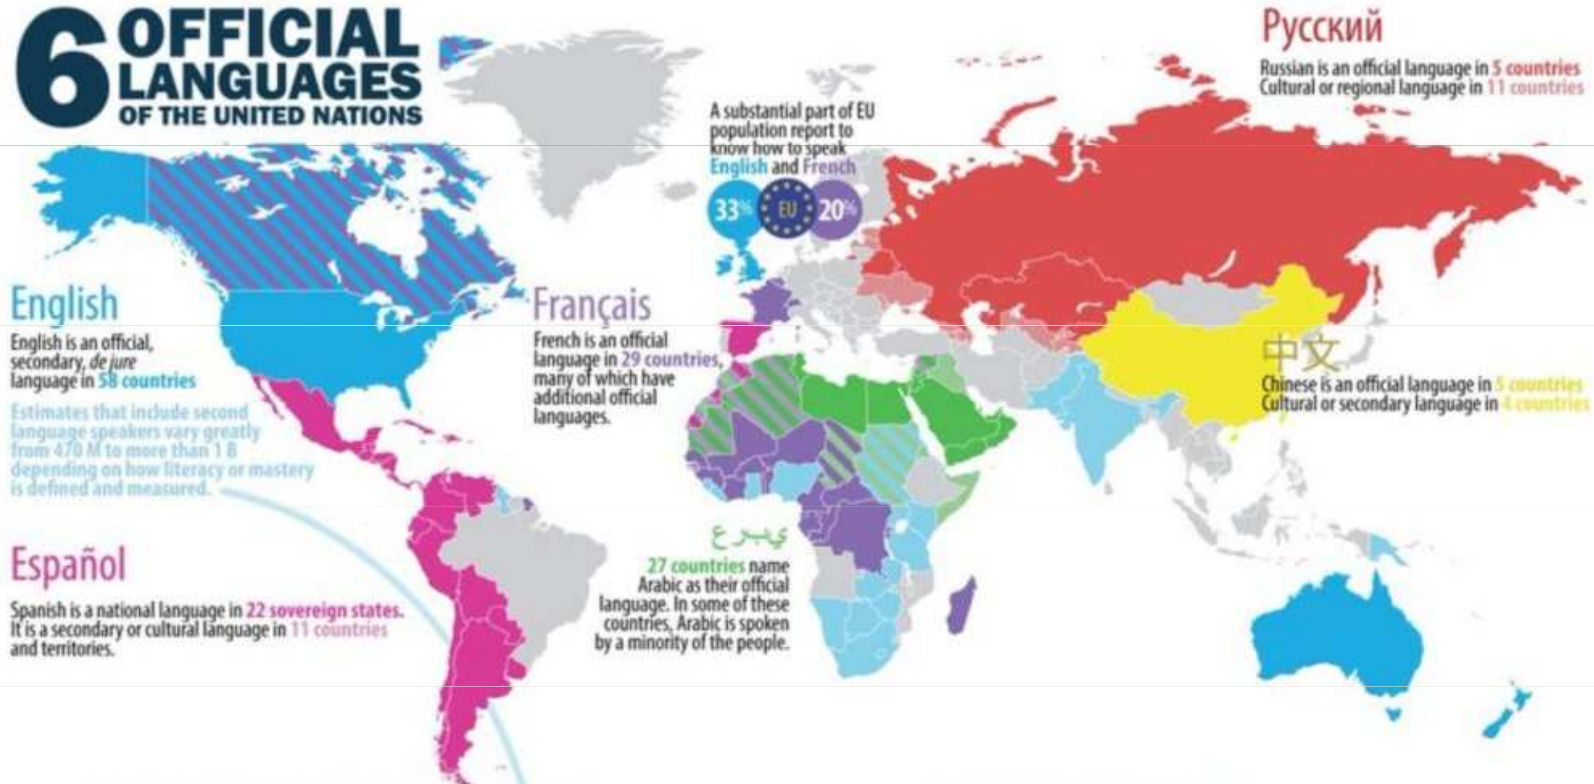 6 OFFICIAL
LANGUAGES
OF THE UNITED NATIONS
Русский
Russian is an official language in 5 countries
Cultural or regional language in 11 countries
A substantial part of EU
population report to
know how to speak
English and French
33% EU 20%
English
English is an official,
secondary, de jure
language in 58 countries
Estimates that include second
language speakers vary greatly
from 470 M to more than 1 B
depending on how literacy or mastery
is defined and measured.
Français
French is an official
language in 29 countries,
many of which have
additional official
languages.
中文
Chinese is an official language in 5 countries
Cultural or secondary language in 4 countries
يبرع
27 countries name
Arabic as their official
language. In some of these
countries, Arabic is spoken
by a minority of the people.
Español
Spanish is a national language in 22 sovereign states.
It is a secondary or cultural language in 11 countries
and territories.